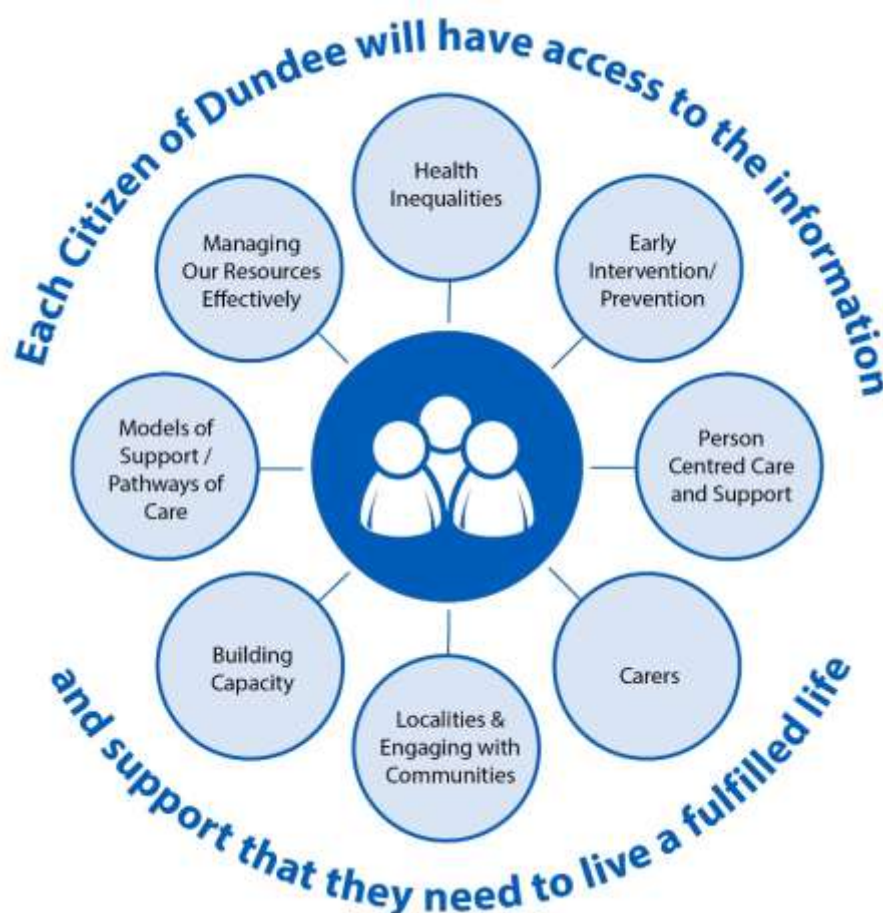 Each Citizen of Dundee will have access to the information
Health
Inequalities
Early
Intervention/
Prevention
Person
Centred Care
and Support
Carers
Localities &
Engaging with
Communities
Building
Capacity
Models of
Support /
Pathways of
Care
Managing
Our Resources
Effectively
and support that they need to live a fulfilled life